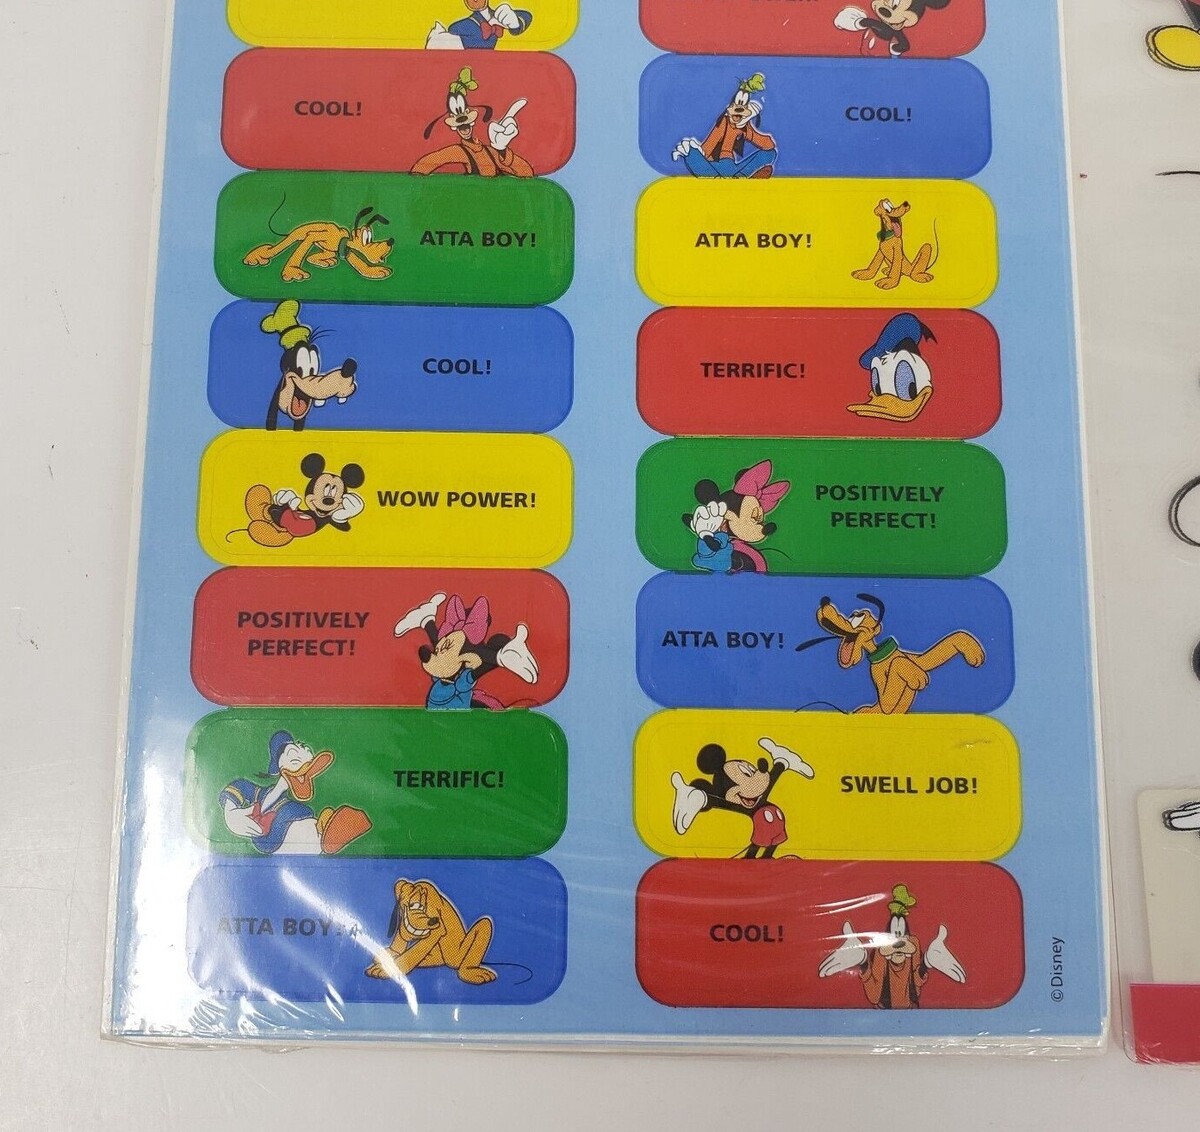 COOL!
COOL!
ATTA BOY!
ATTA BOY!
COOL!
TERRIFIC!
WOW POWER!
POSITIVELY
PERFECT!
POSITIVELY
PERFECT!
ATTA BOY!
TERRIFIC!
SWELL JOB!
ATTA BOY!
COOL!
©Disney